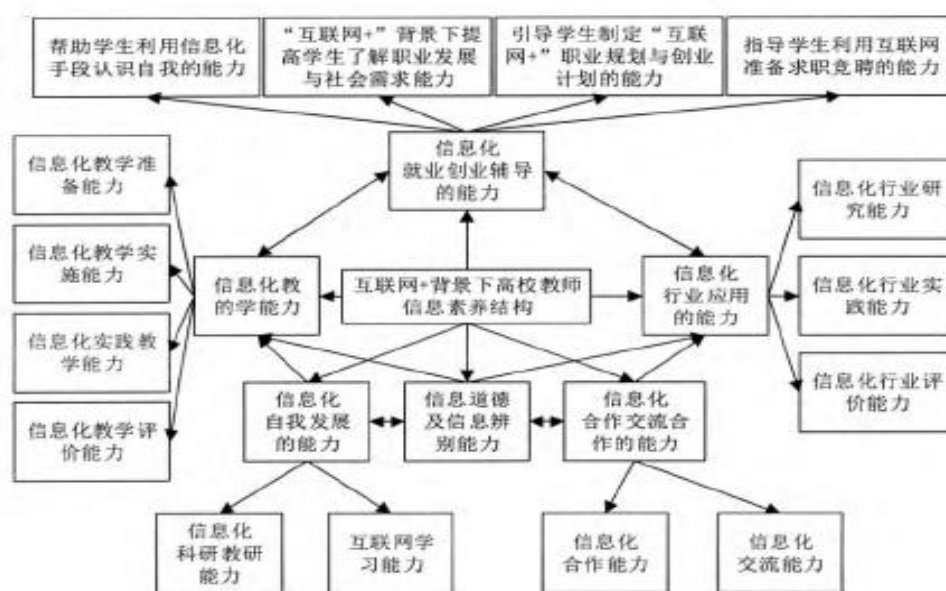 帮助学生利用信息化
手段认识自我的能力
“互联网+”背景下提
高学生了解职业发展
与社会需求能力
引导学生制定“互联
网+”职业规划与创业
计划的能力
指导学生利用互联网
准备求职竞聘的能力
信息化
就业创业辅导
的能力
信息化教学准
备能力
信息化教学实
施能力
信息化实践教
学能力
信息化教学评
价能力
信息化教
的学能力
互联网+背景下高校教师
信息素养结构
信息化
行业应用
的能力
信息化行业研
究能力
信息化行业实
践能力
信息化行业评
价能力
信息化
自我发展
的能力
信息道德
及信息辨
别能力
信息化
合作交流合
作的能力
信息化
科研教研
能力
互联网学
习能力
信息化
合作能力
信息化
交流能力